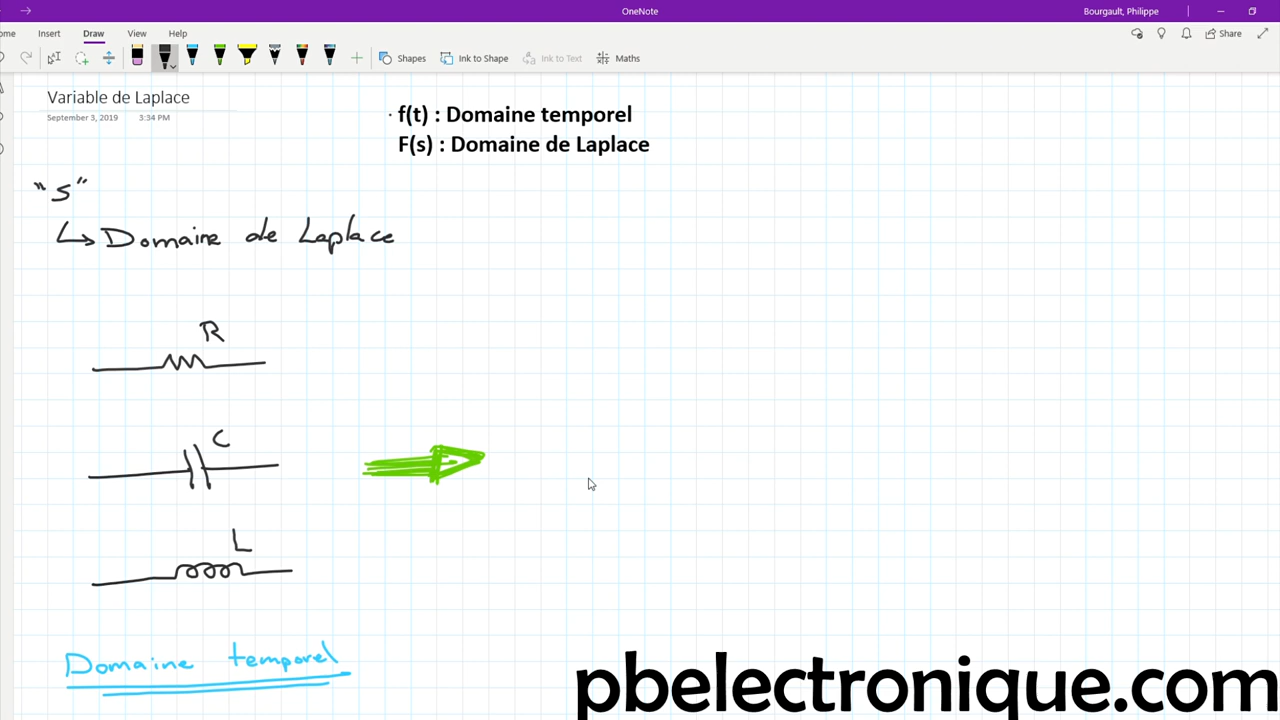 OneNote
Bourgault, Philippe
Insert Draw View Help
Shapes Ink to Shape Ink to Text Maths Share
Variable de Laplace
September 3, 2019 3:34 PM
f(t) : Domaine temporel
F(s) : Domaine de Laplace
"s"
Domaine de Laplace
R
C
L
Domaine temporel
pbelectronique.com